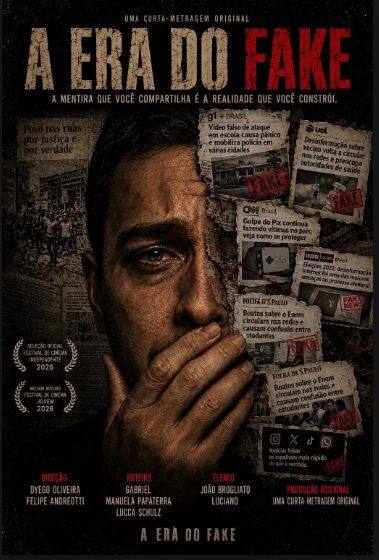 UMA CURTA-METRAGEM ORIGINAL
A ERA DO FAKE
A MENTIRA QUE VOCÊ COMPARTILHA É A REALIDADE QUE VOCÊ CONSTRÓI.
Povo nas ruas
por justiça e
por verdade
g1
Vídeo falso de ataque
em escola causa pânico
e mobiliza polícia em
várias cidades
FAKE
uol
Desinformação sobre
vacina volta a circular
nas redes e preocupa
autoridades de saúde
FAKE
CNN Brasil
Golpe do Pix continua
fazendo vítimas no país;
veja como se proteger
BBC NEWS Brasil
Eleições 2022: desinformação
FAKE
NEWS
FOLHA DE S.PAULO
Boatos sobre o Enem
circulam nas redes e
causam confusão entre
estudantes
FOLHA DE S.PAULO
Boatos sobre o Enem
circulam nas redes e
causam confusão entre
estudantes
FAKE
Notícias falsas
se espalham mais rápido
do que a verdade.
FAKE
SELEÇÃO OFICIAL
FESTIVAL DE CINEMA
INDEPENDENTE
2026
MELHOR ROTEIRO
FESTIVAL DE CINEMA
JOVEM
2026
DIREÇÃO
DYEGO OLIVEIRA
FELIPE ANDREOTTI
ROTEIRO
GABRIEL
MANUELA PAPATERRA
LUCCA SCHULZ
ELENCO
JOÃO BROGLIATO
LUCIANO
PRODUÇÃO ADICIONAL
UMA CURTA-METRAGEM ORIGINAL
A ERÀ DO FAKE